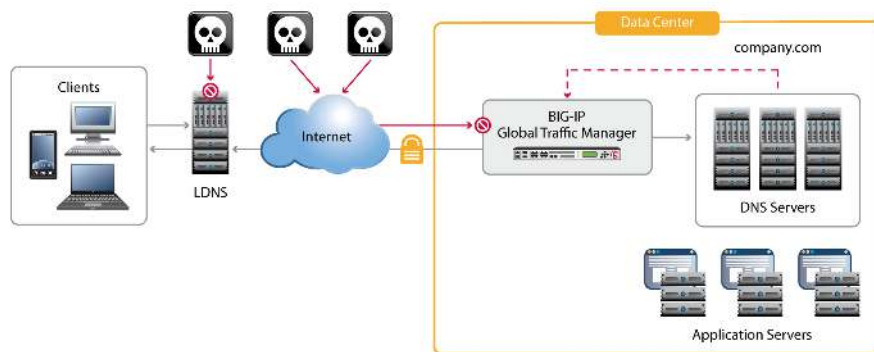 Data Center
company.com
Clients
LDNS
Internet
BIG-IP
Global Traffic Manager
DNS Servers
Application Servers